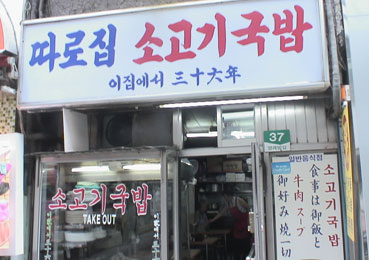 따로집 소고기국밥
이집에서 三十六年
37
소고기국밥
TAKE OUT
일반음식점
소고기국밥
食事は御飯と
牛肉スープ
御好み焼一切